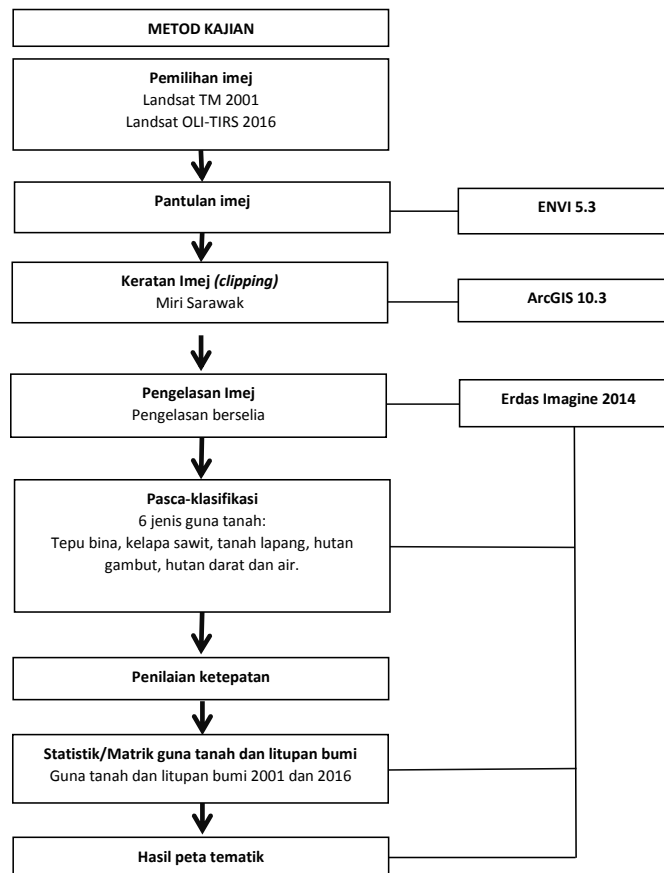 METOD KAJIAN
Pemilihan imej
Landsat TM 2001
Landsat OLI-TIRS 2016
Pantulan imej
ENVI 5.3
Keratan Imej (clipping)
Miri Sarawak
ArcGIS 10.3
Pengelasan Imej
Pengelasan berselia
Erdas Imagine 2014
Pasca-klasifikasi
6 jenis guna tanah:
Tepu bina, kelapa sawit, tanah lapang, hutan
gambut, hutan darat dan air.
Penilaian ketepatan
Statistik/Matrik guna tanah dan litupan bumi
Guna tanah dan litupan bumi 2001 dan 2016
Hasil peta tematik